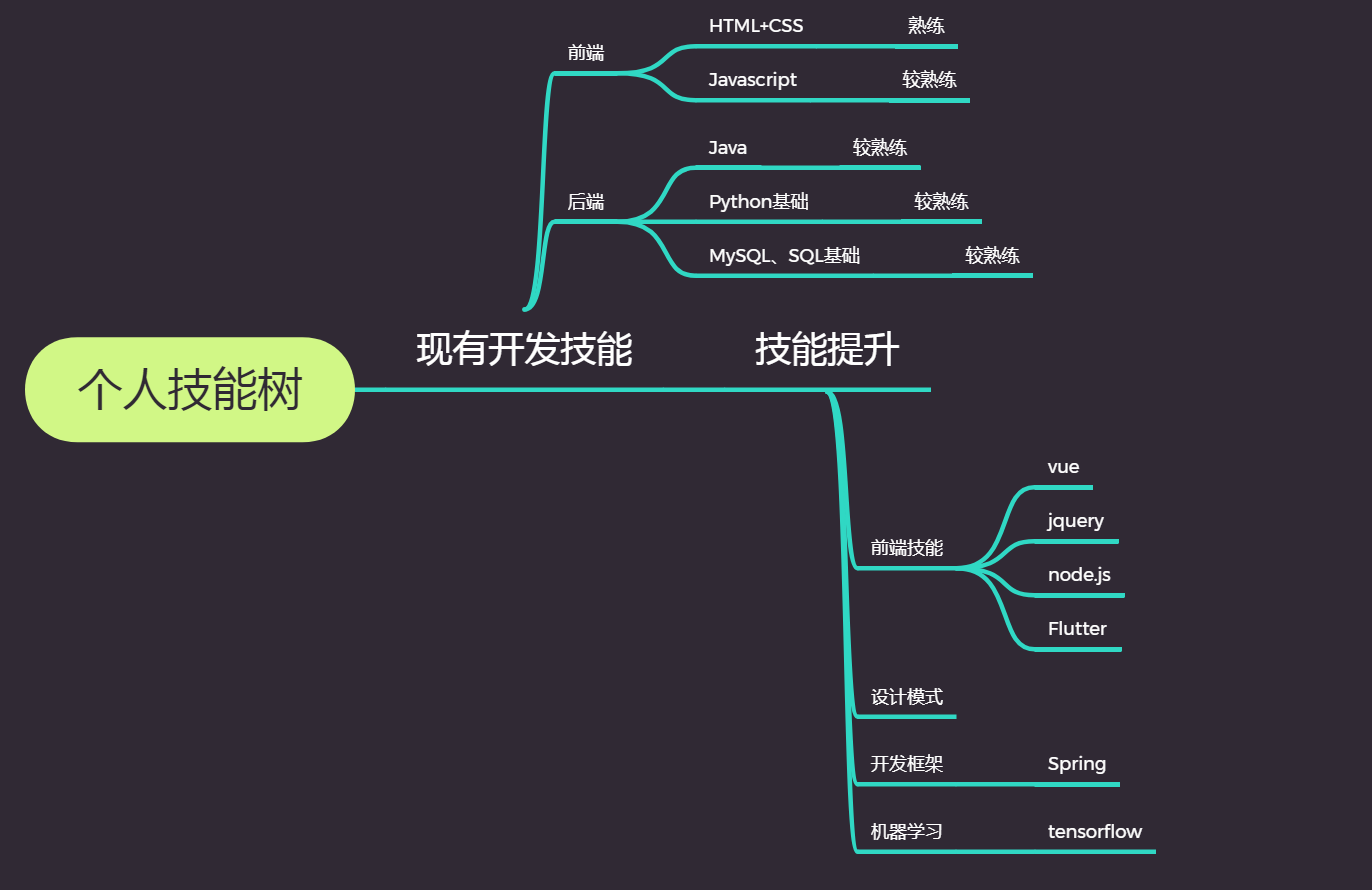 HTML+CSS 熟练
前端
Javascript 较熟练
Java 较熟练
后端
Python基础 较熟练
MySQL、SQL基础 较熟练
个人技能树
现有开发技能 技能提升
vue
jquery
前端技能
node.js
Flutter
设计模式
开发框架 Spring
机器学习 tensorflow